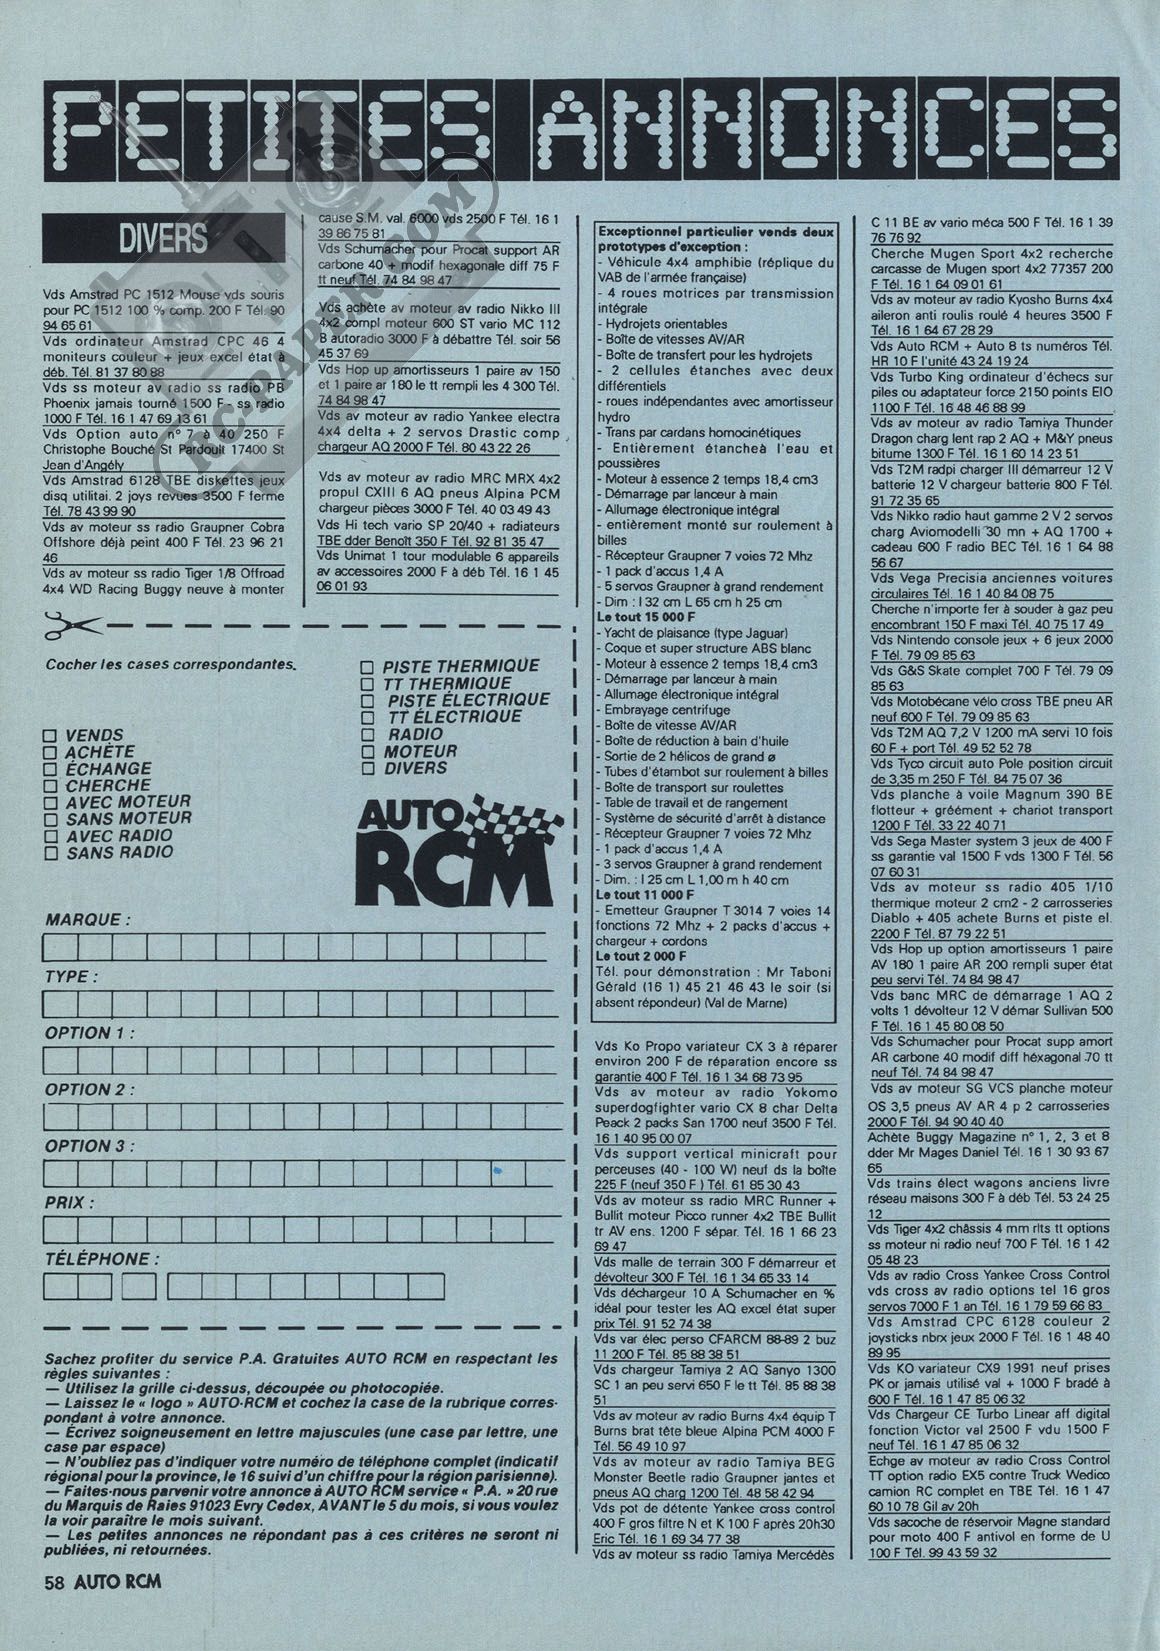 PETITES ANNONCES
DIVERS
Vds Amstrad PC 1512 Mouse vds souris
pour PC 1512 100 % comp. 200 F Tél. 90
94 65 61
Vds ordinateur Amstrad CPC 46 4
moniteurs couleur + jeux excel état à
déb. Tél. 81 37 80 88
Vds ss moteur av radio ss radio PB
Phoenix jamais tourné 1500 F - ss radio
1000 F Tél. 16 1 47 69 13 61
Vds Option auto nº 7 à 40 250 F
Christophe Bouché St Pardoult 17400 St
Jean d'Angély
Vds Amstrad 6128 TBE diskettes jeux
disq utilitai. 2 joys revues 3500 F ferme
Tél. 78 43 99 90
Vds av moteur ss radio Graupner Cobra
Offshore déjà peint 400 F Tél. 23 96 21
46
Vds av moteur ss radio Tiger 1/8 Offroad
4x4 WD Racing Buggy neuve à monter
cause S.M. val. 6000 vds 2500 F Tél. 16 1
39 86 75 81
Vds Schumacher pour Procat support AR
carbone 40 + modif hexagonale diff 75 F
tt neuf Tél. 74 84 98 47
Vds achète av moteur av radio Nikko III
4x2 compl moteur 600 ST vario MC 112
B autoradio 3000 F à débattre Tél. soir 56
45 37 69
Vds Hop up amortisseurs 1 paire av 150
et 1 paire ar 180 le tt rempli les 4 300 Tél.
74 84 98 47
Vds av moteur av radio Yankee electra
4x4 delta + 2 servos Drastic comp
chargeur AQ 2000 F Tél. 80 43 22 26
Vds av moteur av radio MRC MRX 4x2
propul CXIII 6 AQ pneus Alpina PCM
chargeur pièces 3000 F Tél. 40 03 49 43
Vds Hi tech vario SP 20/40 + radiateurs
TBE dder Benoît 350 F Tél. 92 81 35 47
Vds Unimat 1 tour modulable 6 appareils
av accessoires 2000 F à déb Tél. 16 1 45
06 01 93
RC-PAPER.COM
Cocher les cases correspondantes.
PISTE THERMIQUE
TT THERMIQUE
PISTE ÉLECTRIQUE
TT ÉLECTRIQUE
RADIO
MOTEUR
DIVERS
VENDS
ACHÈTE
ÉCHANGE
CHERCHE
AVEC MOTEUR
SANS MOTEUR
AVEC RADIO
SANS RADIO
AUTO
RCM
MARQUE :
TYPE :
OPTION 1 :
OPTION 2 :
OPTION 3 :
PRIX :
TÉLÉPHONE :
Sachez profiter du service P.A. Gratuites AUTO RCM en respectant les
règles suivantes :
— Utilisez la grille ci-dessus, découpée ou photocopiée.
— Laissez le « logo » AUTO-RCM et cochez la case de la rubrique corres-
pondant à votre annonce.
— Écrivez soigneusement en lettre majuscules (une case par lettre, une
case par espace)
— N'oubliez pas d'indiquer votre numéro de téléphone complet (indicatif
régional pour la province, le 16 suivi d'un chiffre pour la région parisienne).
— Faites-nous parvenir votre annonce à AUTO RCM service « P.A. » 20 rue
du Marquis de Raies 91023 Evry Cedex, AVANT le 5 du mois, si vous voulez
la voir paraître le mois suivant.
— Les petites annonces ne répondant pas à ces critères ne seront ni
publiées, ni retournées.
Exceptionnel particulier vends deux
prototypes d'exception :
- Véhicule 4x4 amphibie (réplique du
VAB de l'armée française)
- 4 roues motrices par transmission
intégrale
- Hydrojets orientables
- Boîte de vitesses AV/AR
- Boîte de transfert pour les hydrojets
- 2 cellules étanches avec deux
différentiels
- roues indépendantes avec amortisseur
hydro
- Trans par cardans homocinétiques
- Entièrement étancheà l'eau et
poussières
- Moteur à essence 2 temps 18,4 cm3
- Démarrage par lanceur à main
- Allumage électronique intégral
- entièrement monté sur roulement à
billes
- Récepteur Graupner 7 voies 72 Mhz
- 1 pack d'accus 1,4 A
- 5 servos Graupner à grand rendement
- Dim : l 32 cm L 65 cm h 25 cm
Le tout 15 000 F
- Yacht de plaisance (type Jaguar)
- Coque et super structure ABS blanc
- Moteur à essence 2 temps 18,4 cm3
- Démarrage par lanceur à main
- Allumage électronique intégral
- Embrayage centrifuge
- Boîte de vitesse AV/AR
- Boîte de réduction à bain d'huile
- Sortie de 2 hélicos de grand ø
- Tubes d'étambot sur roulement à billes
- Boîte de transport sur roulettes
- Table de travail et de rangement
- Système de sécurité d'arrêt à distance
- Récepteur Graupner 7 voies 72 Mhz
- 1 pack d'accus 1,4 A
- 3 servos Graupner à grand rendement
- Dim. : l 25 cm L 1,00 m h 40 cm
Le tout 11 000 F
- Emetteur Graupner T 3014 7 voies 14
fonctions 72 Mhz + 2 packs d'accus +
chargeur + cordons
Le tout 2 000 F
Tél. pour démonstration : Mr Taboni
Gérald (16 1) 45 21 46 43 le soir (si
absent répondeur) (Val de Marne)
Vds Ko Propo variateur CX 3 à réparer
environ 200 F de réparation encore ss
garantie 400 F Tél. 16 1 34 68 73 95
Vds av moteur av radio Yokomo
superdogfighter vario CX 8 char Delta
Peack 2 packs San 1700 neuf 3500 F Tél.
16 1 40 95 00 07
Vds support vertical minicraft pour
perceuses (40 - 100 W) neuf ds la boîte
225 F (neuf 350 F ) Tél. 61 85 30 43
Vds av moteur ss radio MRC Runner +
Bullit moteur Picco runner 4x2 TBE Bullit
tr AV ens. 1200 F sépar. Tél. 16 1 66 23
69 47
Vds malle de terrain 300 F démarreur et
dévolteur 300 F Tél. 16 1 34 65 33 14
Vds déchargeur 10 A Schumacher en %
idéal pour tester les AQ excel état super
prix Tél. 91 52 74 38
Vds var élec perso CFARCM 88-89 2 buz
11 200 F Tél. 85 88 38 51
Vds chargeur Tamiya 2 AQ Sanyo 1300
SC 1 an peu servi 650 F le tt Tél. 85 88 38
51
Vds av moteur av radio Burns 4x4 équip T
Burns brat tête bleue Alpina PCM 4000 F
Tél. 56 49 10 97
Vds av moteur av radio Tamiya BEG
Monster Beetle radio Graupner jantes et
pneus AQ charg 1200 Tél. 48 58 42 94
Vds pot de détente Yankee cross control
400 F gros filtre N et K 100 F après 20h30
Eric Tél. 16 1 69 34 77 38
Vds av moteur ss radio Tamiya Mercédès
C 11 BE av vario méca 500 F Tél. 16 1 39
76 76 92
Cherche Mugen Sport 4x2 recherche
carcasse de Mugen sport 4x2 77357 200
F Tél. 16 1 64 09 01 61
Vds av moteur av radio Kyosho Burns 4x4
aileron anti roulis roulé 4 heures 3500 F
Tél. 16 1 64 67 28 29
Vds Auto RCM + Auto 8 ts numéros Tél.
HR 10 F l'unité 43 24 19 24
Vds Turbo King ordinateur d'échecs sur
piles ou adaptateur force 2150 points EIO
1100 F Tél. 16 48 46 88 99
Vds av moteur av radio Tamiya Thunder
Dragon charg lent rap 2 AQ + M&Y pneus
bitume 1300 F Tél. 16 1 60 14 23 51
Vds T2M radpi charger III démarreur 12 V
batterie 12 V chargeur batterie 800 F Tél.
91 72 35 65
Vds Nikko radio haut gamme 2 V 2 servos
charg Aviomodelli 30 mn + AQ 1700 +
cadeau 600 F radio BEC Tél. 16 1 64 88
56 67
Vds Vega Precisia anciennes voitures
circulaires Tél. 16 1 40 84 08 75
Cherche n'importe fer à souder à gaz peu
encombrant 150 F maxi Tél. 40 75 17 49
Vds Nintendo console jeux + 6 jeux 2000
F Tél. 79 09 85 63
Vds G&S Skate complet 700 F Tél. 79 09
85 63
Vds Motobécane vélo cross TBE pneu AR
neuf 600 F Tél. 79 09 85 63
Vds T2M AQ 7,2 V 1200 mA servi 10 fois
60 F + port Tél. 49 52 52 78
Vds Tyco circuit auto Pole position circuit
de 3,35 m 250 F Tél. 84 75 07 36
Vds planche à voile Magnum 390 BE
flotteur + gréément + chariot transport
1200 F Tél. 33 22 40 71
Vds Sega Master system 3 jeux de 400 F
ss garantie val 1500 F vds 1300 F Tél. 56
07 60 31
Vds av moteur ss radio 405 1/10
thermique moteur 2 cm2 - 2 carrosseries
Diablo + 405 achete Burns et piste el.
2200 F Tél. 87 79 22 51
Vds Hop up option amortisseurs 1 paire
AV 180 1 paire AR 200 rempli super état
peu servi Tél. 74 84 98 47
Vds banc MRC de démarrage 1 AQ 2
volts 1 dévolteur 12 V démar Sullivan 500
F Tél. 16 1 45 80 08 50
Vds Schumacher pour Procat supp amort
AR carbone 40 modif diff héxagonal 70 tt
neuf Tél. 74 84 98 47
Vds av moteur SG VCS planche moteur
OS 3,5 pneus AV AR 4 p 2 carrosseries
2000 F Tél. 94 90 40 40
Achète Buggy Magazine nº 1, 2, 3 et 8
dder Mr Mages Daniel Tél. 16 1 30 93 67
65
Vds trains élect wagons anciens livre
réseau maisons 300 F à déb Tél. 53 24 25
12
Vds Tiger 4x2 châssis 4 mm rlts tt options
ss moteur ni radio neuf 700 F Tél. 16 1 42
05 48 23
Vds av radio Cross Yankee Cross Control
vds cross av radio options tel 16 gros
servos 7000 F 1 an Tél. 16 1 79 59 66 83
Vds Amstrad CPC 6128 couleur 2
joysticks nbrx jeux 2000 F Tél. 16 1 48 40
89 95
Vds KO variateur CX9 1991 neuf prises
PK or jamais utilisé val + 1000 F bradé à
600 F Tél. 16 1 47 85 06 32
Vds Chargeur CE Turbo Linear aff digital
fonction Victor val 2500 F vdu 1500 F
neuf Tél. 16 1 47 85 06 32
Echge av moteur av radio Cross Control
TT option radio EX5 contre Truck Wedico
camion RC complet en TBE Tél. 16 1 47
60 10 78 Gil av 20h
Vds sacoche de réservoir Magne standard
pour moto 400 F antivol en forme de U
100 F Tél. 99 43 59 32
58 AUTO RCM